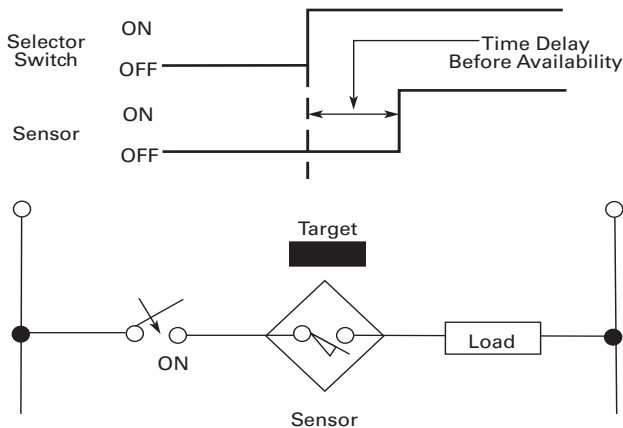 Selector
Switch
ON
OFF
Time Delay
Before Availability
Sensor
ON
OFF
Target
ON
Load
Sensor